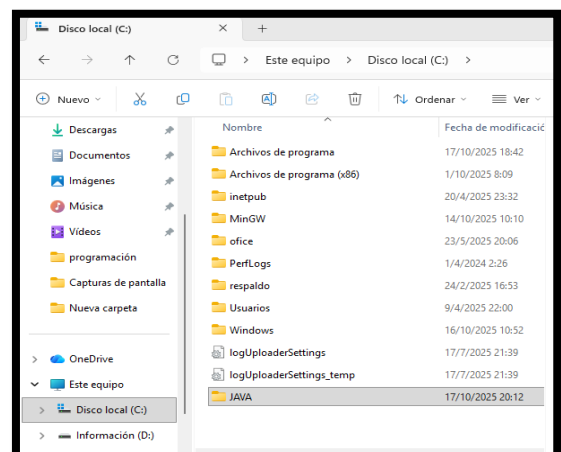 Disco local (C:)
Este equipo > Disco local (C:) >
Nuevo Ordenar Ver
Descargas
Documentos
Imágenes
Música
Vídeos
programación
Capturas de pantalla
Nueva carpeta
OneDrive
Este equipo
Disco local (C:)
Información (D:)
Nombre Fecha de modificació
Archivos de programa 17/10/2025 18:42
Archivos de programa (x86) 1/10/2025 8:09
inetpub 20/4/2025 23:32
MinGW 14/10/2025 10:10
ofice 23/5/2025 20:06
PerfLogs 1/4/2024 2:26
respaldo 24/2/2025 16:53
Usuarios 9/4/2025 22:00
Windows 16/10/2025 10:52
logUploaderSettings 17/7/2025 21:39
logUploaderSettings_temp 17/7/2025 21:39
JAVA 17/10/2025 20:12